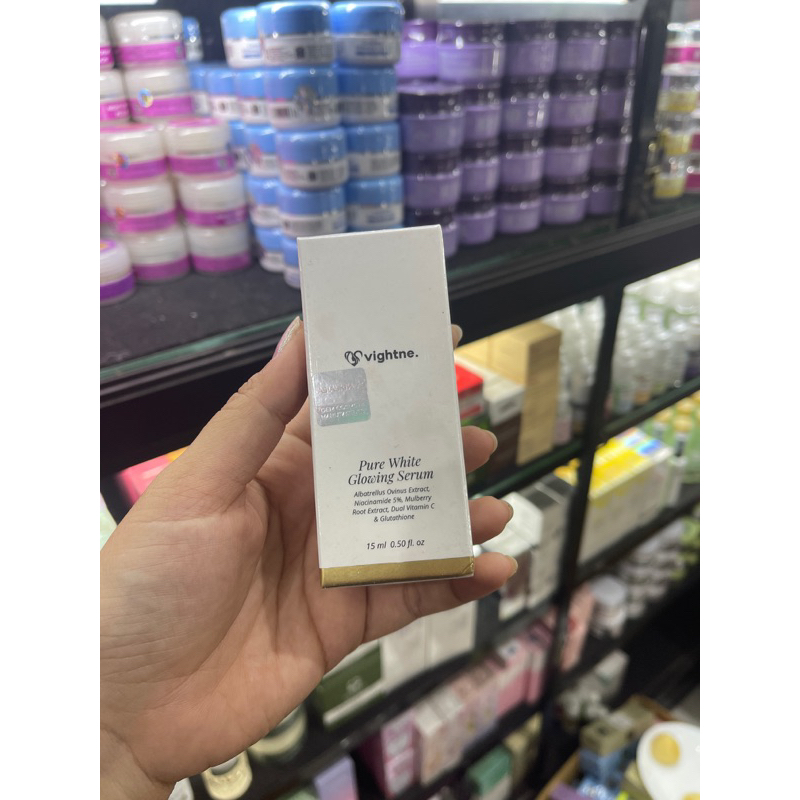 vightne.
Pure White
Glowing Serum
Albatrellus Ovinus Extract,
Niacinamide 5%, Mulberry
Root Extract, Dual Vitamin C
& Glutathione
15 ml 0.50 fl. oz